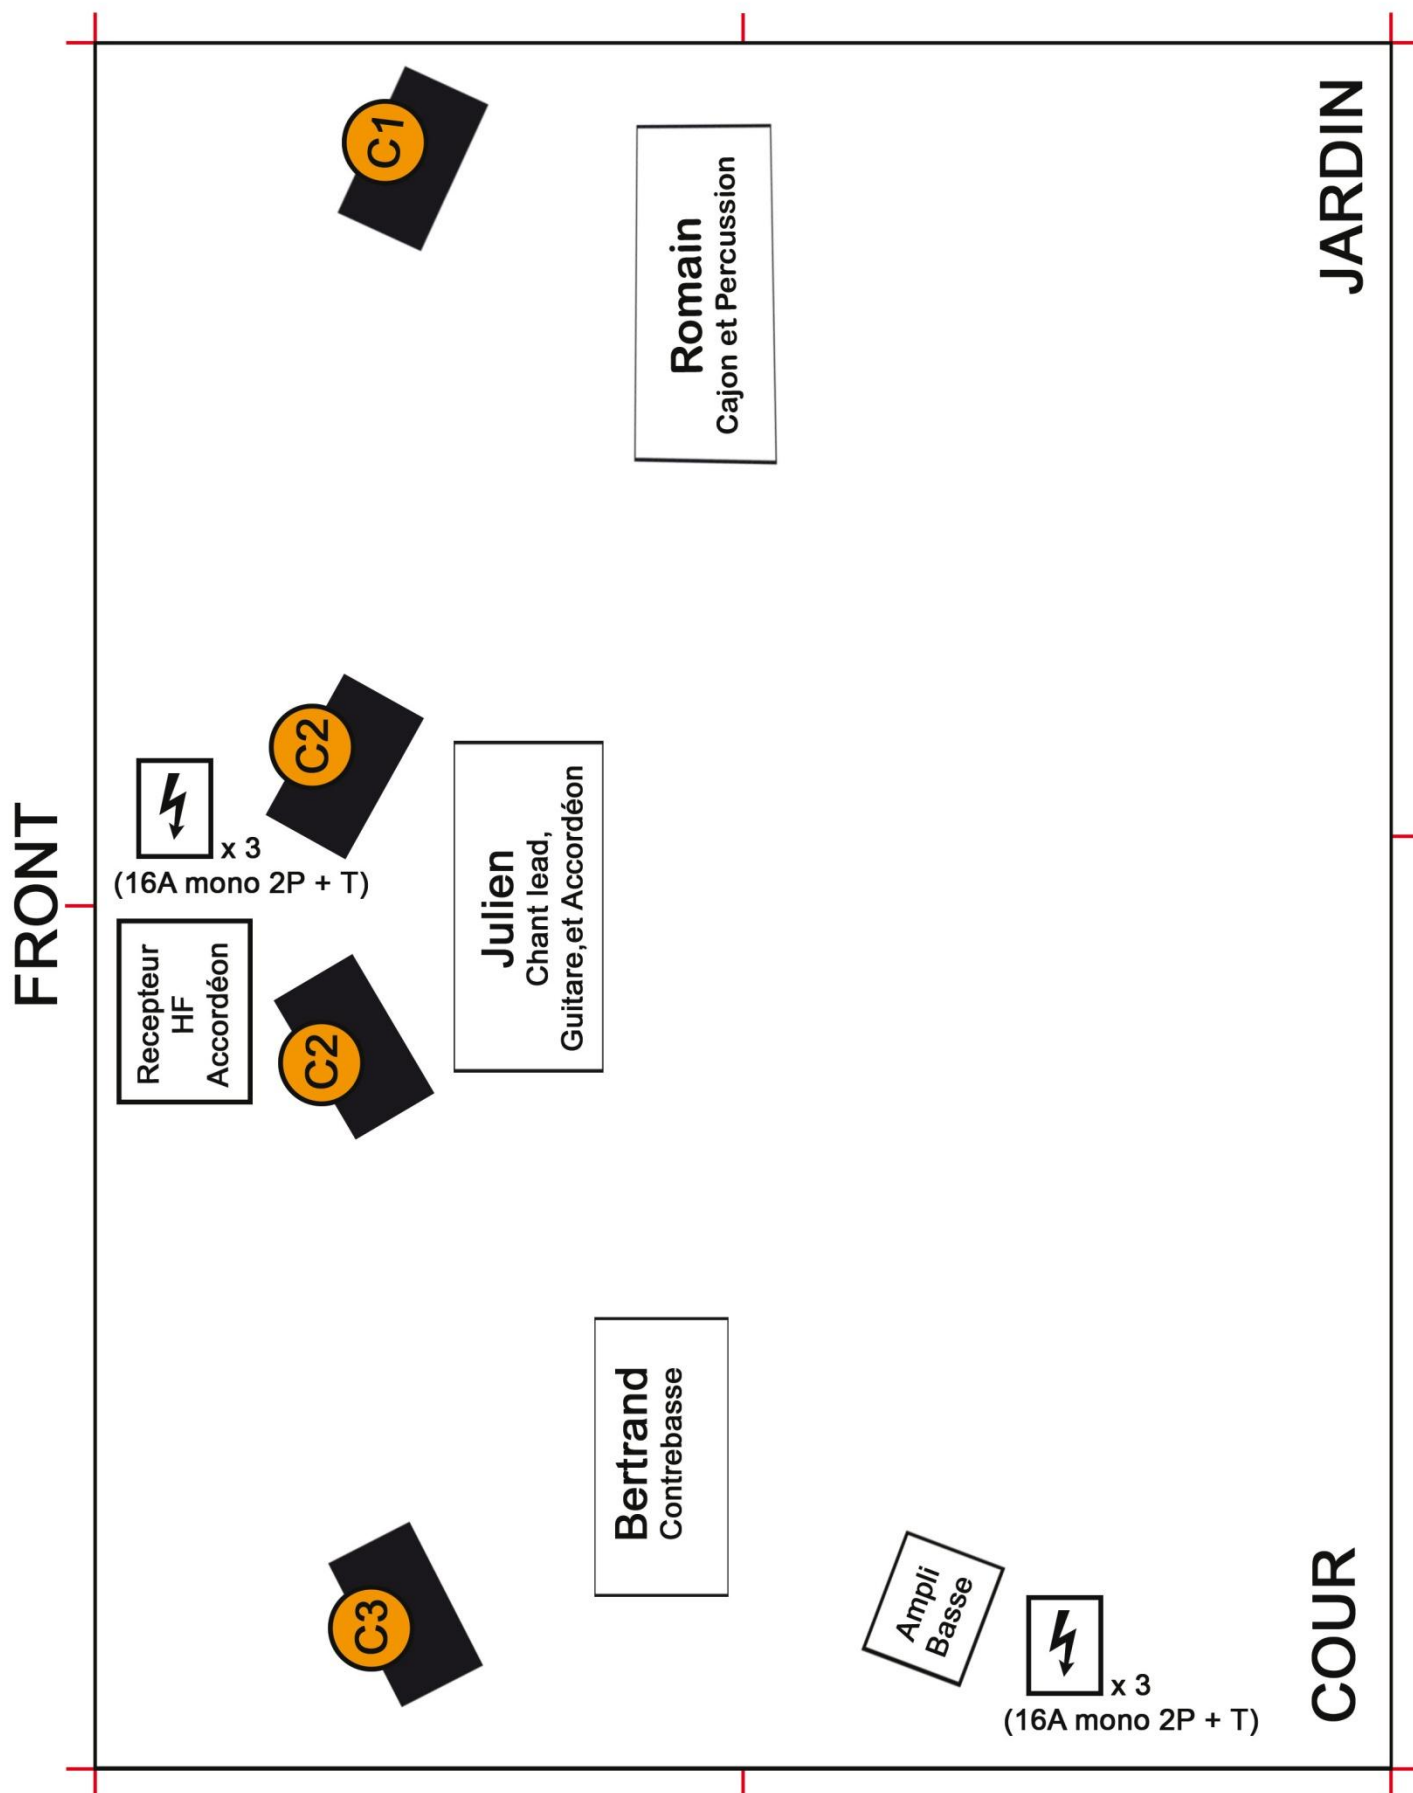 C1
Romain
Cajon et Percussion
JARDIN
C2
x 3
(16A mono 2P + T)
FRONT
Julien
Chant lead,
Guitare,et Accordéon
Recepteur
HF
Accordéon
C2
Bertrand
Contrebasse
C3
Ampli
Basse
x 3
(16A mono 2P + T)
COUR